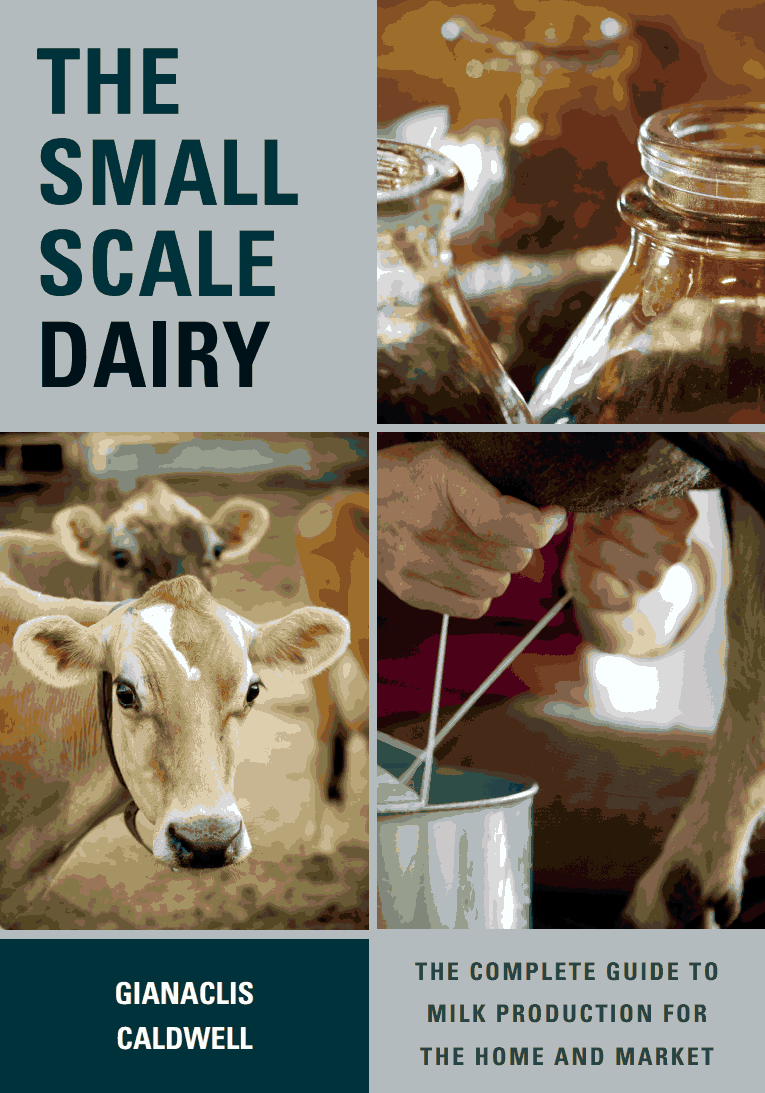 THE
SMALL
SCALE
DAIRY
GIANACLIS
CALDWELL
THE COMPLETE GUIDE TO
MILK PRODUCTION FOR
THE HOME AND MARKET